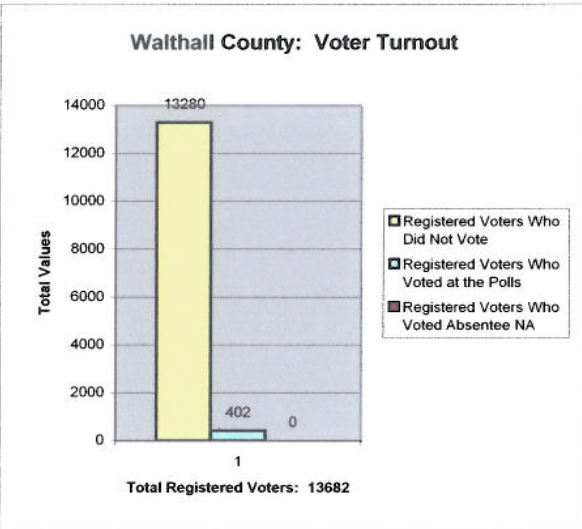 Walthall County: Voter Turnout
14000
12000
10000
8000
6000
4000
2000
0
Total Values
13280
402
0
1
Total Registered Voters: 13682
Registered Voters Who
Did Not Vote
Registered Voters Who
Voted at the Polls
Registered Voters Who
Voted Absentee NA